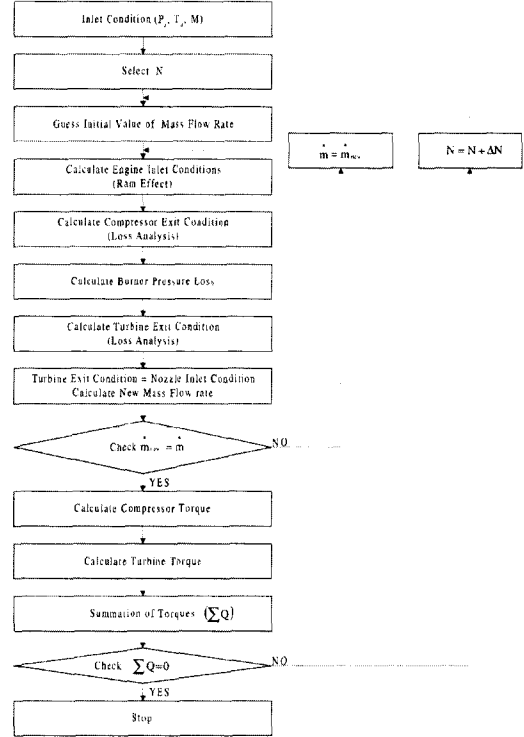 Inlet Condition (Pₐ, Tₐ, M)
Select N
Guess Initial Value of Mass Flow Rate
ṁ = ṁnew
N = N + ΔN
Calculate Engine Inlet Conditions
(Ram Effect)
Calculate Compressor Exit Condition
(Loss Analysis)
Calculate Burner Pressure Loss
Calculate Turbine Exit Condition
(Loss Analysis)
Turbine Exit Condition = Nozzle Inlet Condition
Calculate New Mass Flow rate
Check ṁnew = ṁ
NO
YES
Calculate Compressor Torque
Calculate Turbine Torque
Summation of Torques (∑Q)
Check ∑Q=0
NO
YES
Stop